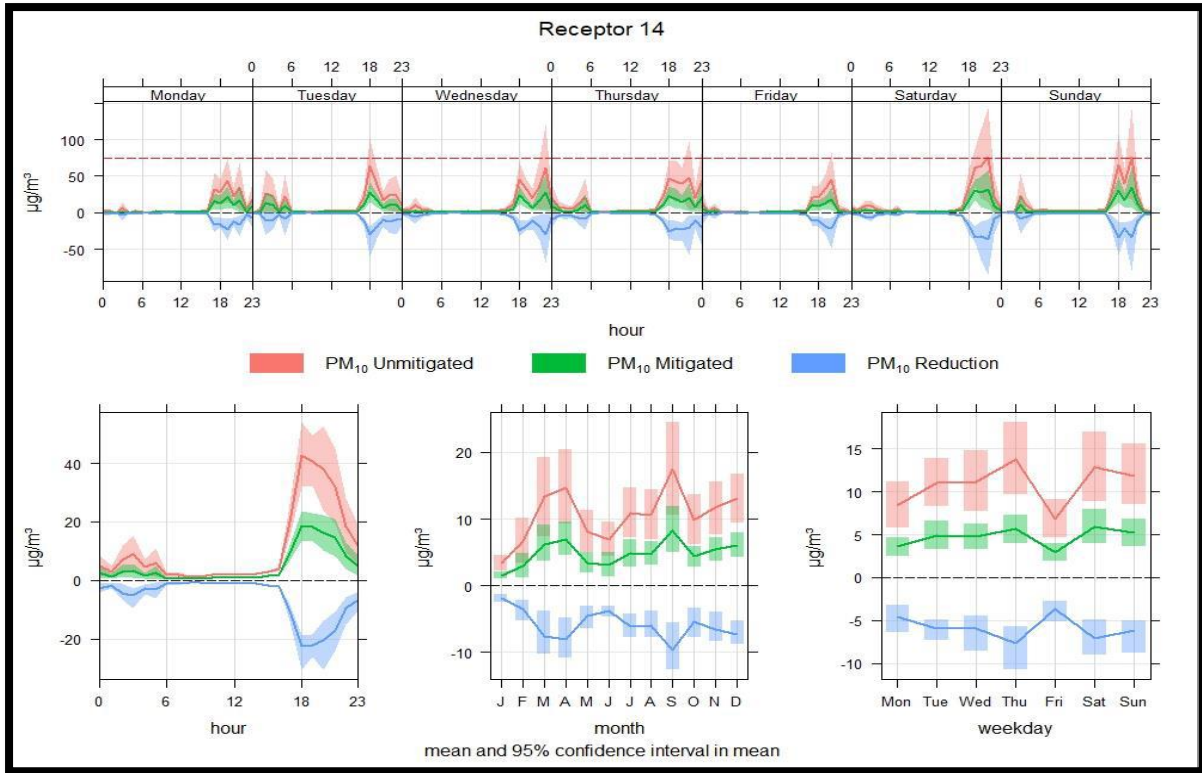 Receptor 14
0 6 12 18 23 0 6 12 18 23 0 6 12 18 23
Monday Tuesday Wednesday Thursday Friday Saturday Sunday
100
50
0
-50
µg/m³
0 6 12 18 23 0 6 12 18 23 0 6 12 18 23 0 6 12 18 23
hour
PM₁₀ Unmitigated PM₁₀ Mitigated PM₁₀ Reduction
40
20
0
-20
µg/m³
0 6 12 18 23
hour
20
10
0
-10
µg/m³
J F M A M J J A S O N D
month
15
10
5
0
-5
-10
µg/m³
Mon Tue Wed Thu Fri Sat Sun
weekday
mean and 95% confidence interval in mean